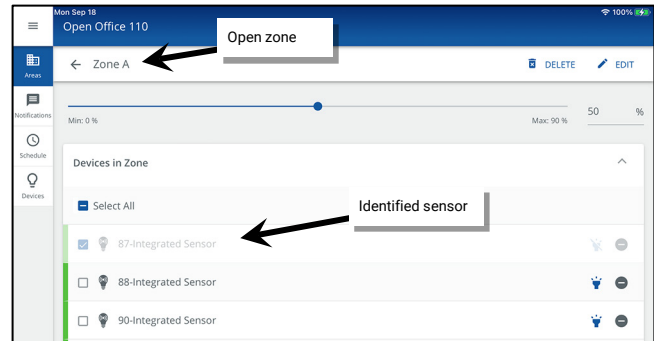 Mon Sep 18
100%
Open Office 110
Open zone
Areas
Zone A
DELETE
EDIT
Notifications
Min: 0 %
Max: 90 %
50 %
Schedule
Devices in Zone
Devices
Select All
Identified sensor
87-Integrated Sensor
88-Integrated Sensor
90-Integrated Sensor